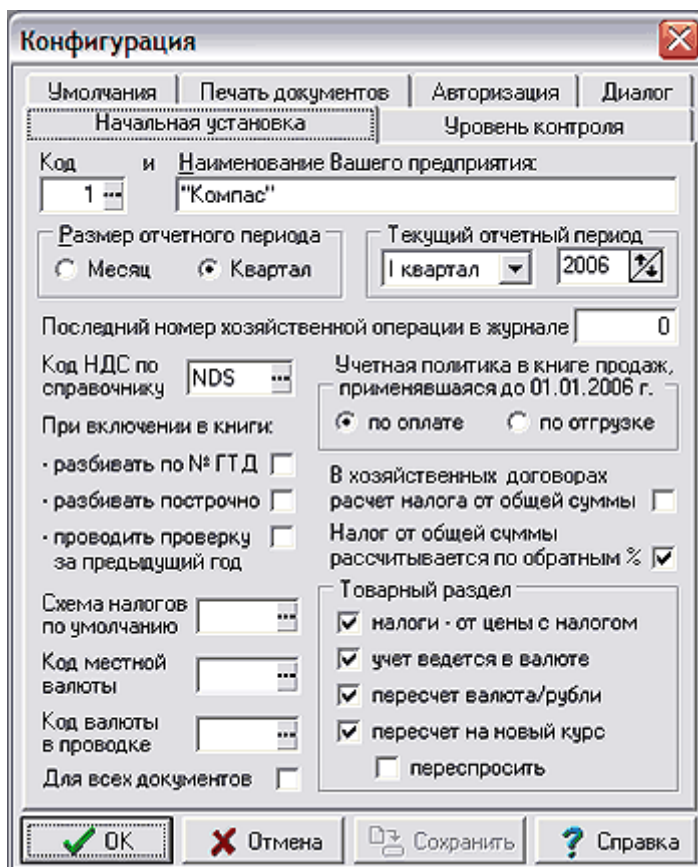 Конфигурация
Умолчания
Печать документов
Авторизация
Диалог
Начальная установка
Уровень контроля
Код и Наименование Вашего предприятия:
1 ... "Компас"
Размер отчетного периода
Текущий отчетный период
Месяц Квартал
I квартал 2006
Последний номер хозяйственной операции в журнале 0
Код НДС по
справочнику
NDS ...
Учетная политика в книге продаж,
применявшаяся до 01.01.2006 г.
по оплате по отгрузке
При включении в книги:
· разбивать по № ГТД
· разбивать построчно
· проводить проверку
за предыдущий год
В хозяйственных договорах
расчет налога от общей суммы
Налог от общей суммы
рассчитывается по обратным %
Схема налогов
по умолчанию
...
Код местной
валюты
...
Код валюты
в проводке
...
Для всех документов
Товарный раздел
налоги - от цены с налогом
учет ведется в валюте
пересчет валюта/рубли
пересчет на новый курс
переспросить
OK
Отмена
Сохранить
? Справка